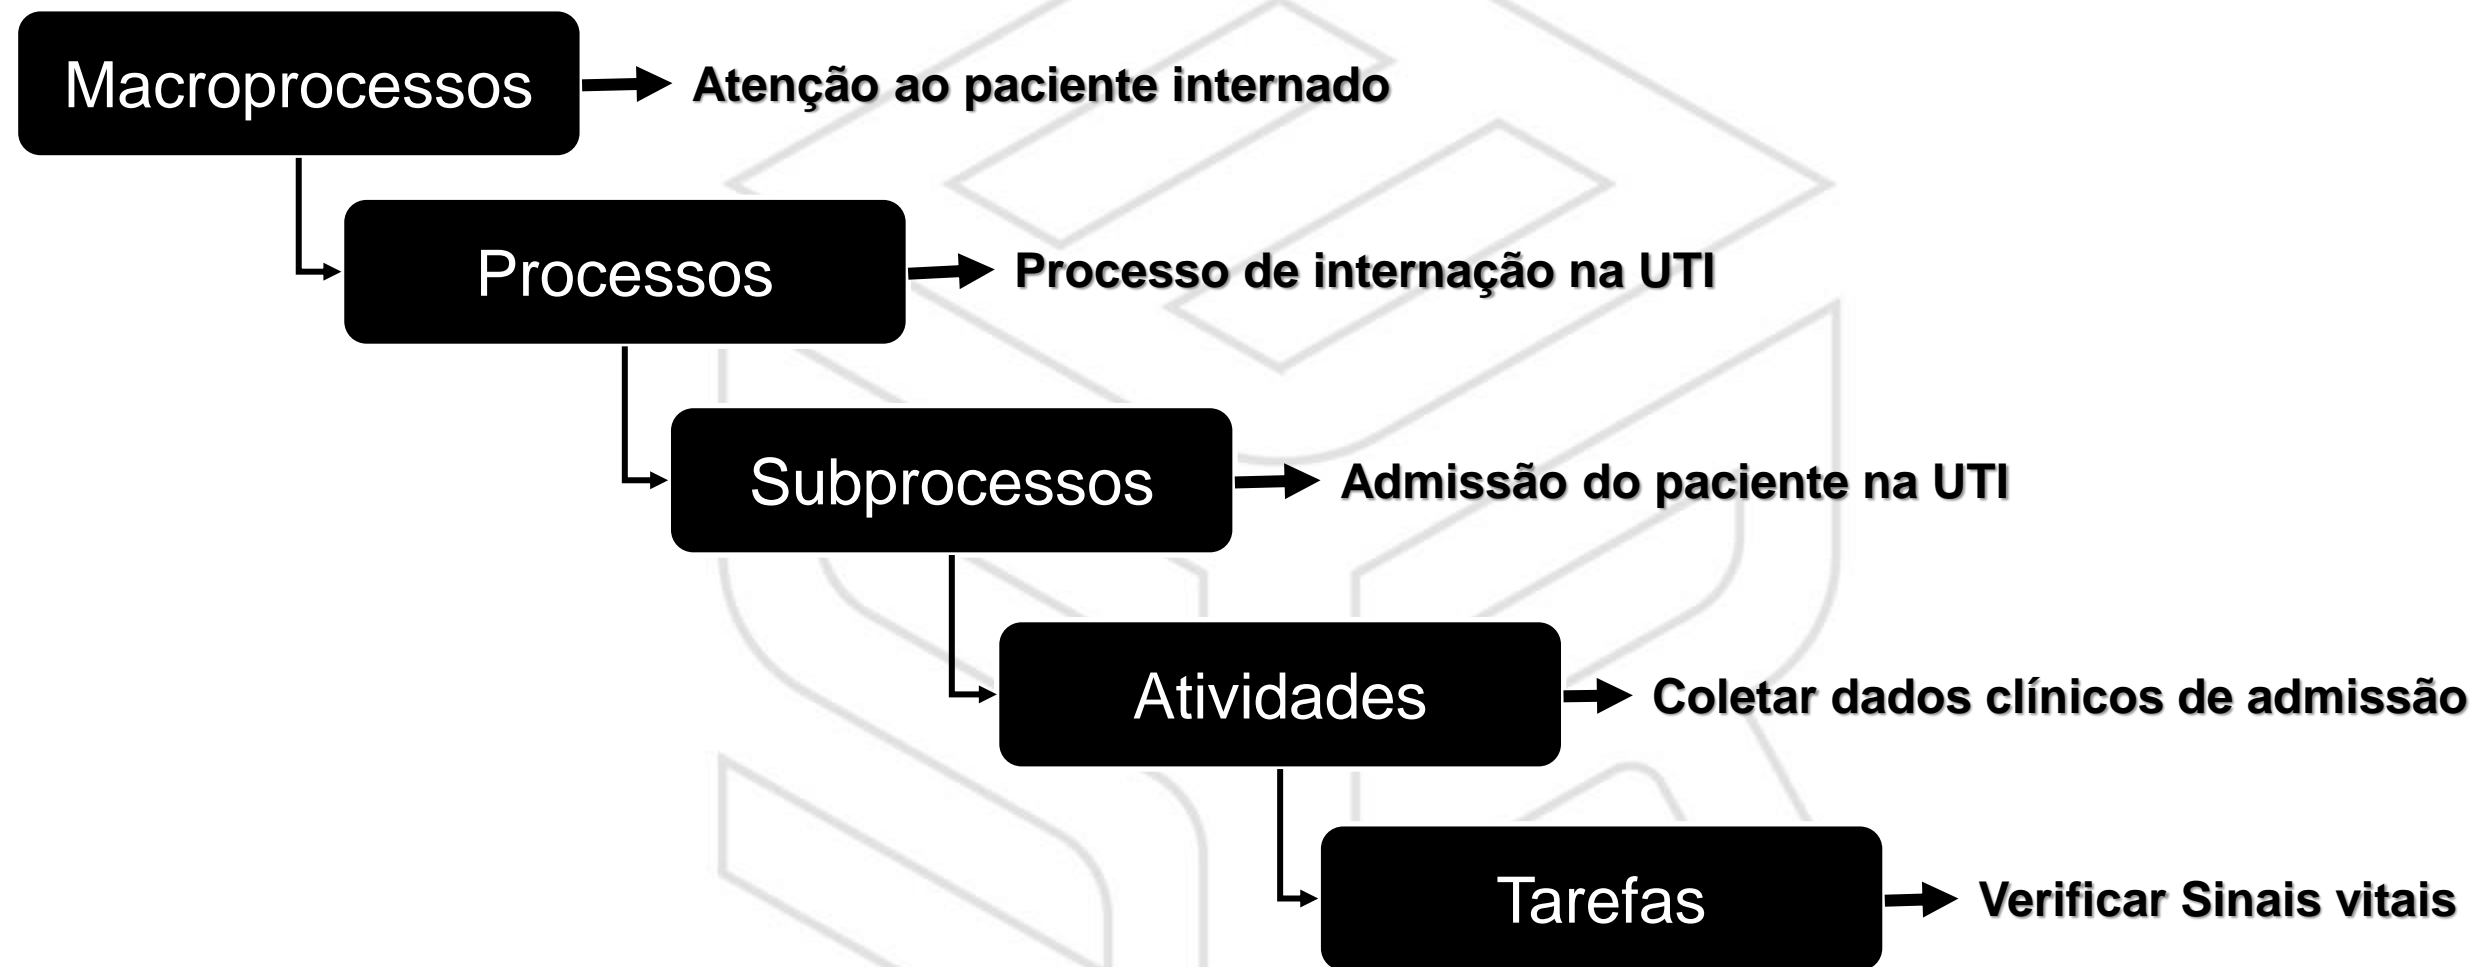 Macroprocessos
Atenção ao paciente internado
Processos
Processo de internação na UTI
Subprocessos
Admissão do paciente na UTI
Atividades
Coletar dados clínicos de admissão
Tarefas
Verificar Sinais vitais